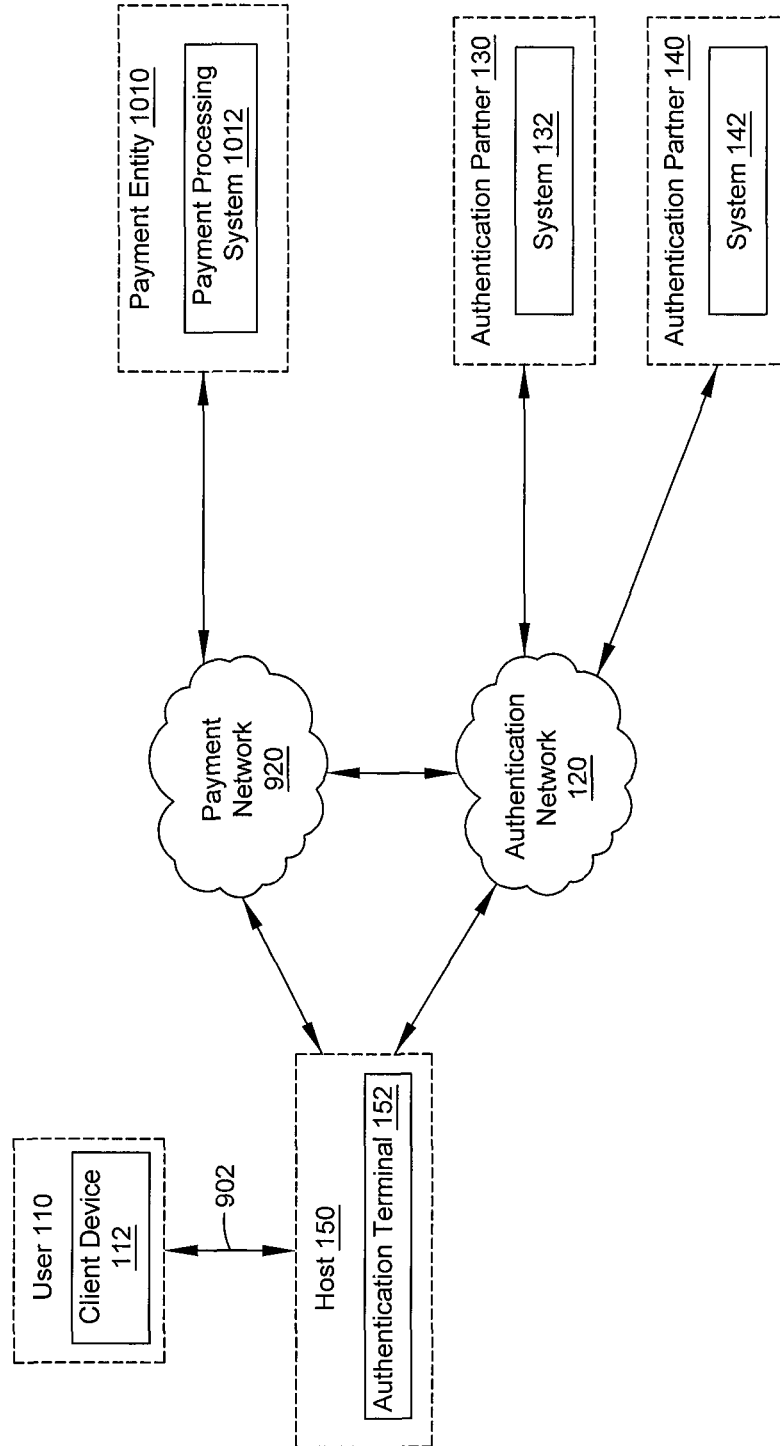 User 110
Client Device
112
902
Host 150
Authentication Terminal 152
Payment
Network
920
Authentication
Network
120
Payment Entity 1010
Payment Processing
System 1012
Authentication Partner 130
System 132
Authentication Partner 140
System 142